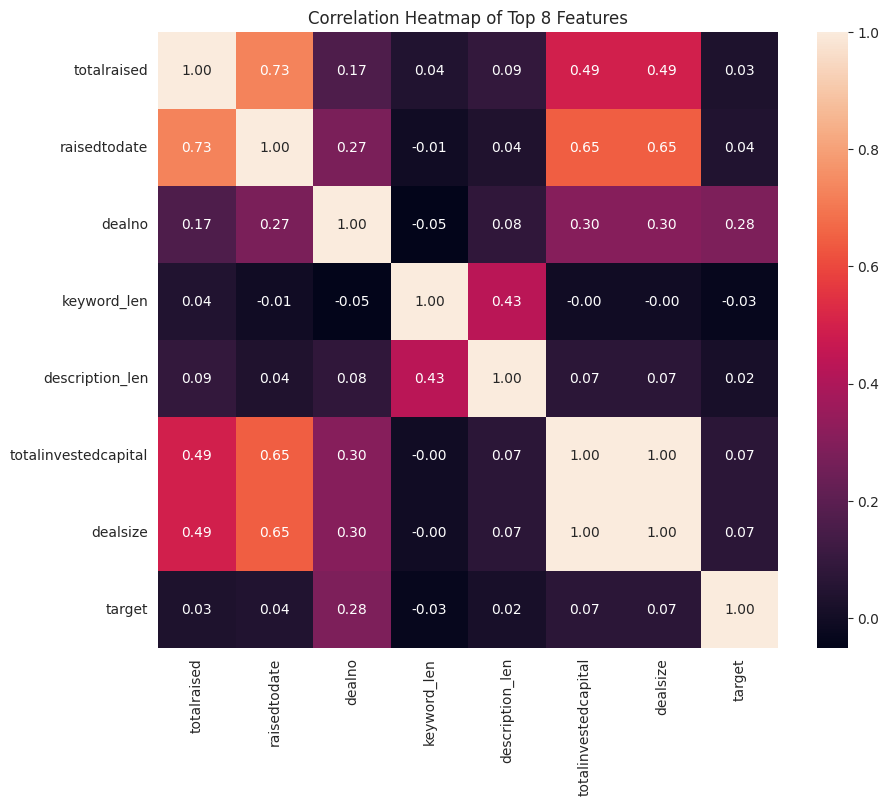 Correlation Heatmap of Top 8 Features
totalraised 1.00 0.73 0.17 0.04 0.09 0.49 0.49 0.03
raisedtodate 0.73 1.00 0.27 -0.01 0.04 0.65 0.65 0.04
dealno 0.17 0.27 1.00 -0.05 0.08 0.30 0.30 0.28
keyword_len 0.04 -0.01 -0.05 1.00 0.43 -0.00 -0.00 -0.03
description_len 0.09 0.04 0.08 0.43 1.00 0.07 0.07 0.02
totalinvestedcapital 0.49 0.65 0.30 -0.00 0.07 1.00 1.00 0.07
dealsize 0.49 0.65 0.30 -0.00 0.07 1.00 1.00 0.07
target 0.03 0.04 0.28 -0.03 0.02 0.07 0.07 1.00
totalraised
raisedtodate
dealno
keyword_len
description_len
totalinvestedcapital
dealsize
target
1.0
0.8
0.6
0.4
0.2
0.0